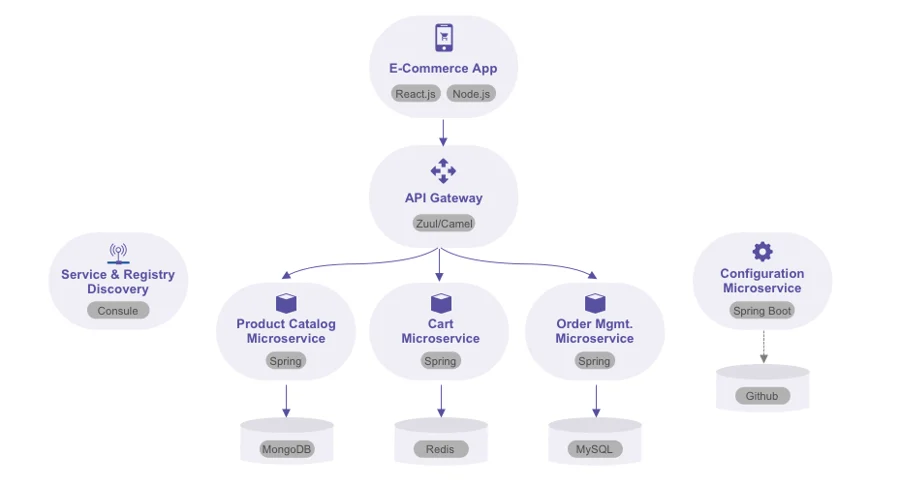 E-Commerce App
React.js
Node.js
API Gateway
Zuul/Camel
Service & Registry
Discovery
Consule
Configuration
Microservice
Spring Boot
Product Catalog
Microservice
Spring
Cart
Microservice
Spring
Order Mgmt.
Microservice
Spring
Github
MongoDB
Redis
MySQL